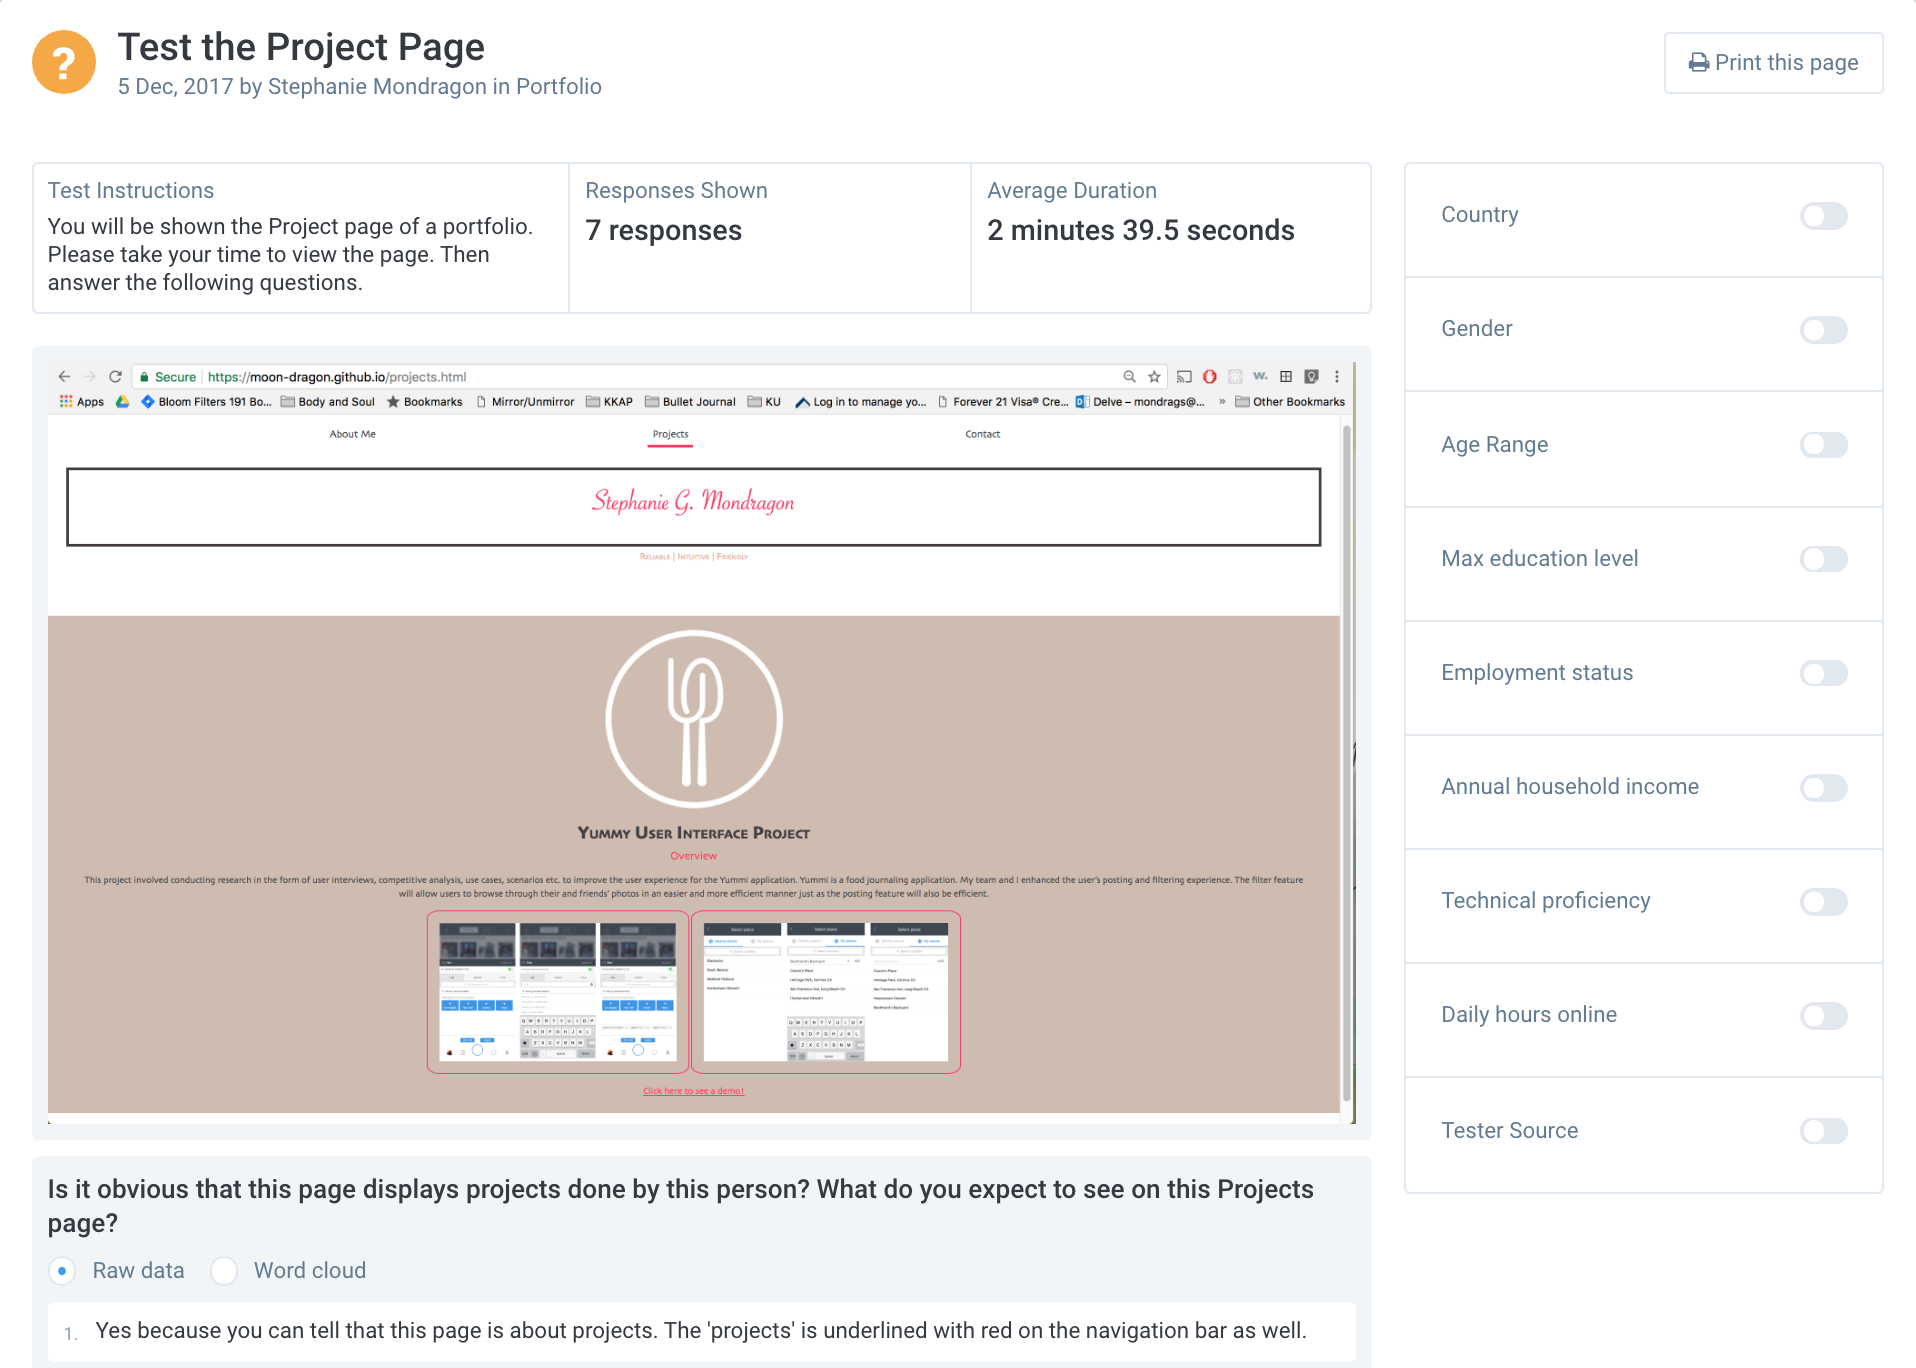 Test the Project Page
5 Dec, 2017 by Stephanie Mondragon in Portfolio
Print this page
Test Instructions
You will be shown the Project page of a portfolio.
Please take your time to view the page. Then
answer the following questions.
Responses Shown
7 responses
Average Duration
2 minutes 39.5 seconds
Secure https://moon-dragon.github.io/projects.html
W.
Apps Bloom Filters 191 Bo... Body and Soul Bookmarks Mirror/Unmirror KKAP Bullet Journal KU Log in to manage yo... Forever 21 Visa® Cre... Delve – mondrags@... » Other Bookmarks
About Me Projects Contact
Stephanie G. Mondragon
Reliable | Intuitive | Friendly
Yummy User Interface Project
Overview
This project involved conducting research in the form of user interviews, competitive analysis, use cases, scenarios etc. to improve the user experience for the Yummi application. Yummi is a food journaling application. My team and I enhanced the user's posting and filtering experience. The filter feature
will allow users to browse through their and friends' photos in an easier and more efficient manner just as the posting feature will also be efficient.
Select place Select place Select place
Click here to see a demo!
Is it obvious that this page displays projects done by this person? What do you expect to see on this Projects
page?
Raw data Word cloud
1. Yes because you can tell that this page is about projects. The 'projects' is underlined with red on the navigation bar as well.
Country
Gender
Age Range
Max education level
Employment status
Annual household income
Technical proficiency
Daily hours online
Tester Source